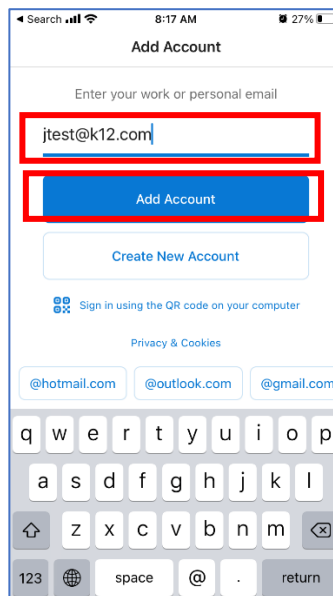 Search 8:17 AM 27%
Add Account
Enter your work or personal email
jtest@k12.com
Add Account
Create New Account
Sign in using the QR code on your computer
Privacy & Cookies
@hotmail.com @outlook.com @gmail.com
q w e r t y u i o p
a s d f g h j k l
z x c v b n m
123 space @ . return